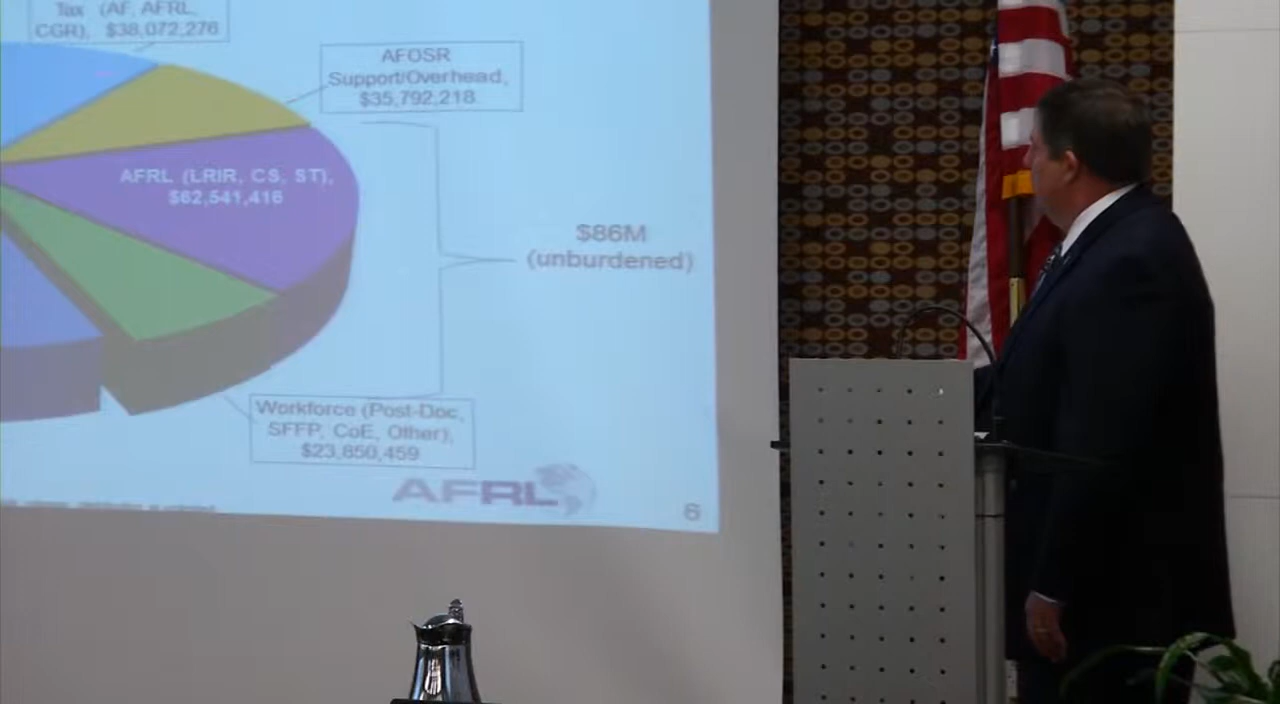 Tax (AF, AFRL,
CGR), $38,072,276
AFOSR
Support/Overhead,
$35,792,218
AFRL (LRIR, CS, ST),
$62,541,416
$86M
(unburdened)
Workforce (Post-Doc,
SFFP, CoE, Other),
$23,850,459
AFRL
6